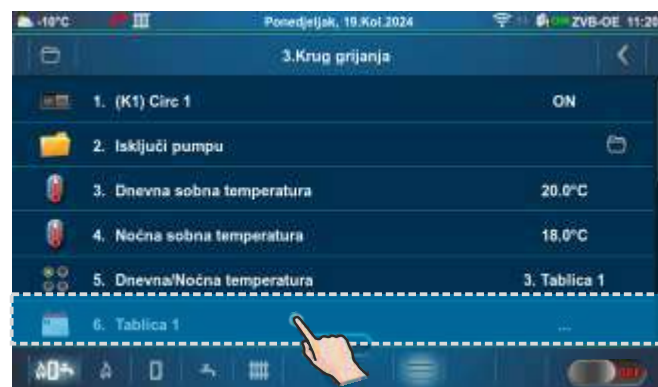 -10°C Ponedjeljak, 19.Kol.2024 ZVB-OE 11:20
3.Krug grijanja
1. (K1) Circ 1 ON
2. Isključi pumpu
3. Dnevna sobna temperatura 20.0°C
4. Noćna sobna temperatura 18.0°C
5. Dnevna/Noćna temperatura 3. Tablica 1
6. Tablica 1 ...
OFF